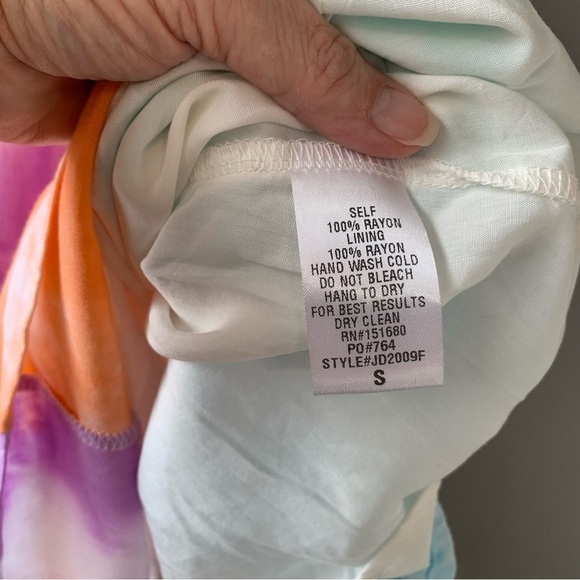 SELF
100% RAYON
LINING
100% RAYON
HAND WASH COLD
DO NOT BLEACH
HANG TO DRY
FOR BEST RESULTS
DRY CLEAN
RN#151680
PO#764
STYLE#JD2009F
S